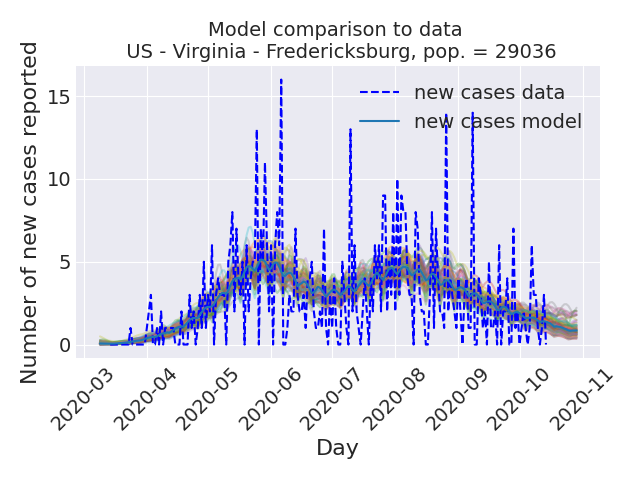 Model comparison to data
US - Virginia - Fredericksburg, pop. = 29036
Number of new cases reported
15
10
5
0
new cases data
new cases model
2020-03
2020-04
2020-05
2020-06
2020-07
2020-08
2020-09
2020-10
2020-11
Day